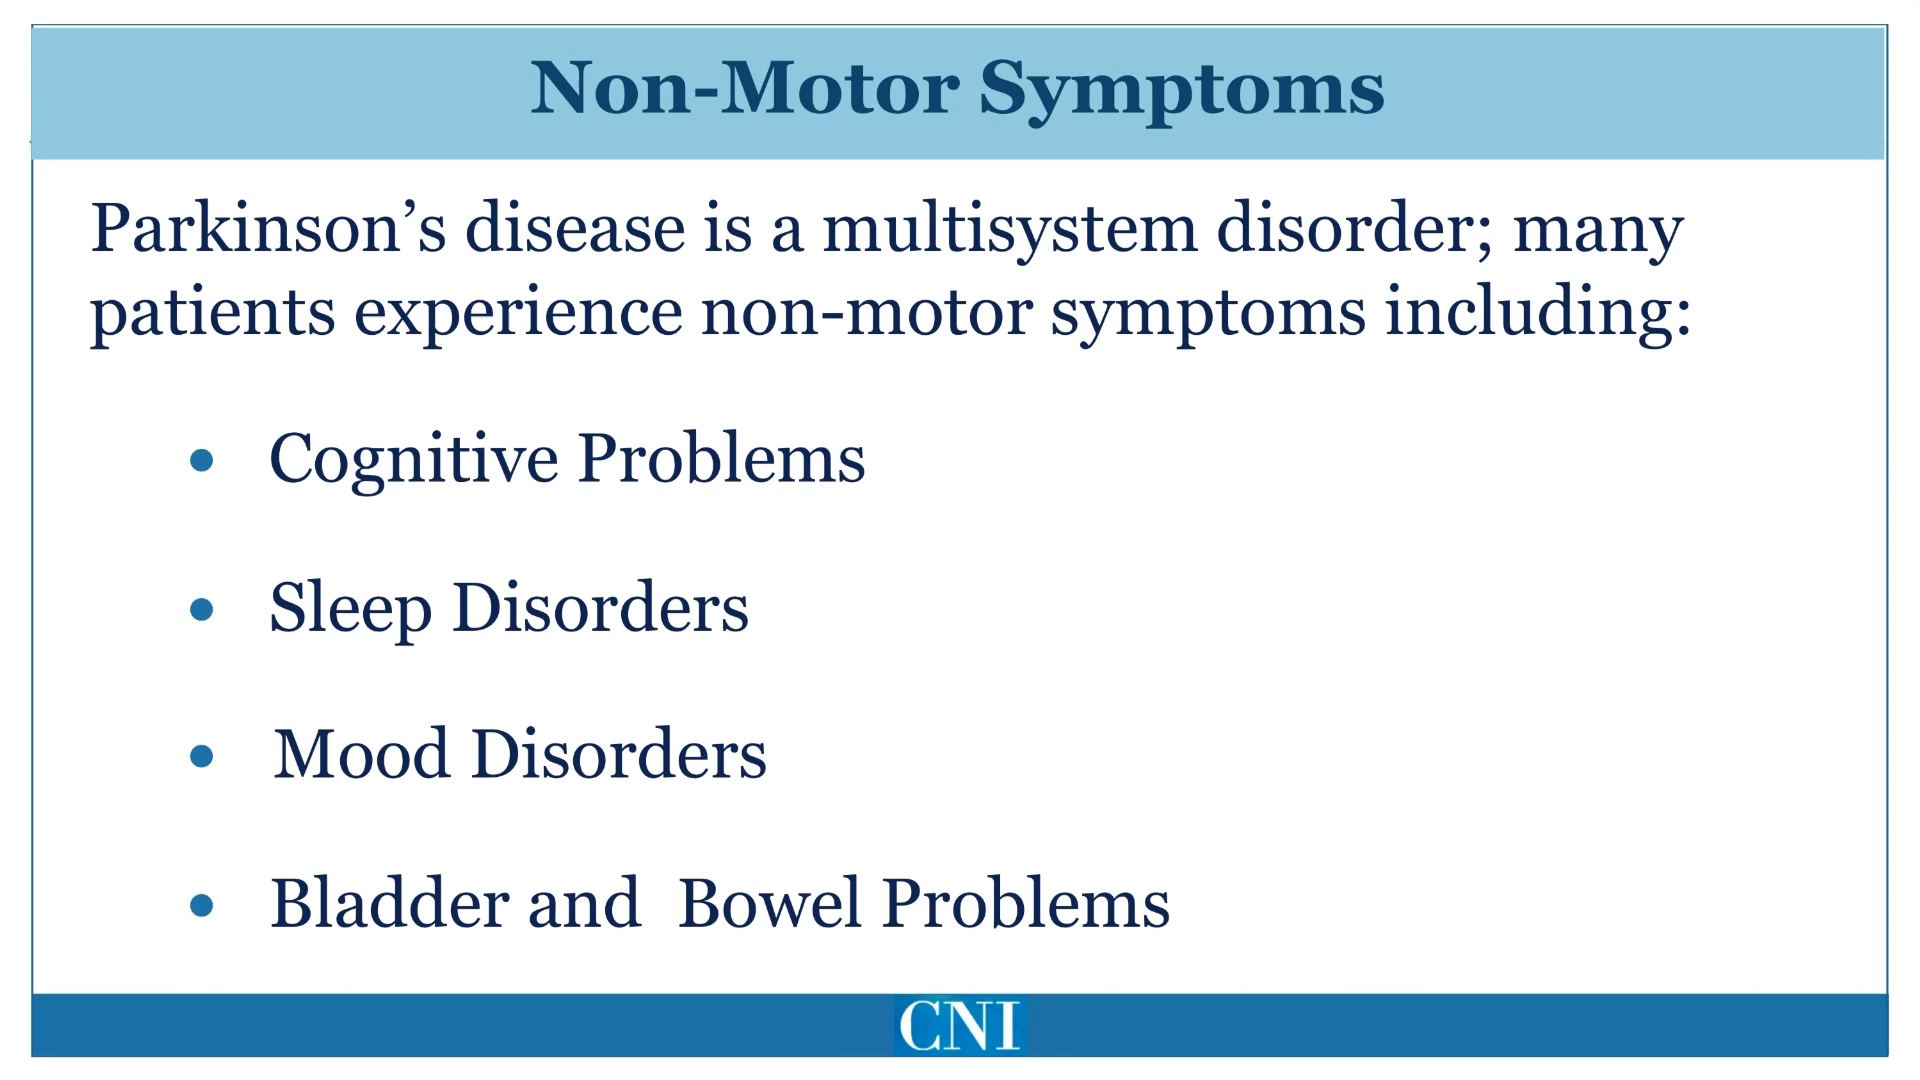 Non-Motor Symptoms
Parkinson’s disease is a multisystem disorder; many
patients experience non-motor symptoms including:
• Cognitive Problems
• Sleep Disorders
• Mood Disorders
• Bladder and  Bowel Problems
CNI